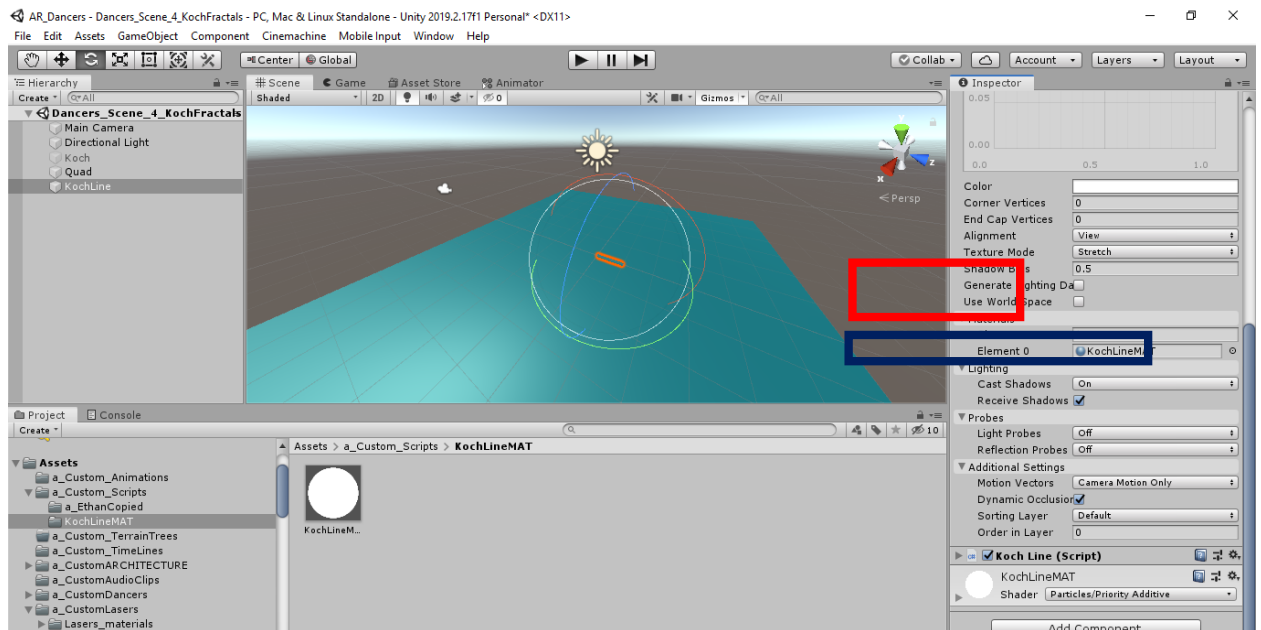 AR_Dancers - Dancers_Scene_4_KochFractals - PC, Mac & Linux Standalone - Unity 2019.2.17f1 Personal* <DX11>
File Edit Assets GameObject Component Cinemachine Mobile Input Window Help
Center Global Collab Account Layers Layout
Hierarchy
Create All
Dancers_Scene_4_KochFractals
Main Camera
Directional Light
Koch
Quad
KochLine
Scene Game Asset Store Animator
Shaded 2D 0 Gizmos All
y
z
x
Persp
Inspector
0.05
0.00
0.0 0.5 1.0
Color
Corner Vertices 0
End Cap Vertices 0
Alignment View
Texture Mode Stretch
Shadow B s 0.5
Generate ghting Da
Use World Space
Materials
Element 0 KochLineMAT
Lighting
Cast Shadows On
Receive Shadows
Probes
Light Probes Off
Reflection Probes Off
Additional Settings
Motion Vectors Camera Motion Only
Dynamic Occlusion
Sorting Layer Default
Order in Layer 0
Koch Line (Script)
KochLineMAT
Shader Particles/Priority Additive
Add Component
Project Console
Create 10
Assets
a_Custom_Animations
a_Custom_Scripts
a_EthanCopied
KochLineMAT
a_Custom_TerrainTrees
a_Custom_TimeLines
a_CustomARCHITECTURE
a_CustomAudioClips
a_CustomDancers
a_CustomLasers
Lasers_materials
Assets > a_Custom_Scripts > KochLineMAT
KochLineM...